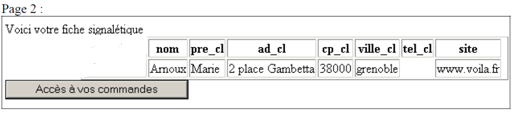 Page 2 :
Voici votre fiche signalétique
nom pre_cl ad_cl cp_cl ville_cl tel_cl site
Arnoux Marie 2 place Gambetta 38000 grenoble www.voila.fr
Accès à vos commandes